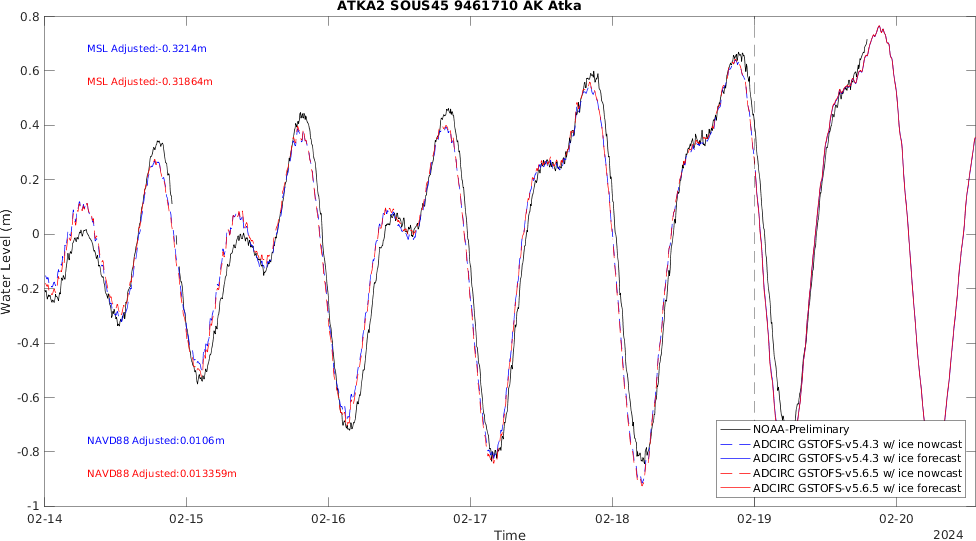 ATKA2 SOUS45 9461710 AK Atka
MSL Adjusted:-0.3214m
MSL Adjusted:-0.31864m
NAVD88 Adjusted:0.0106m
NAVD88 Adjusted:0.013359m
Water Level (m)
0.8
0.6
0.4
0.2
0
-0.2
-0.4
-0.6
-0.8
-1
NOAA-Preliminary
ADCIRC GSTOFS-v5.4.3 w/ ice nowcast
ADCIRC GSTOFS-v5.4.3 w/ ice forecast
ADCIRC GSTOFS-v5.6.5 w/ ice nowcast
ADCIRC GSTOFS-v5.6.5 w/ ice forecast
02-14 02-15 02-16 02-17 02-18 02-19 02-20
Time
2024